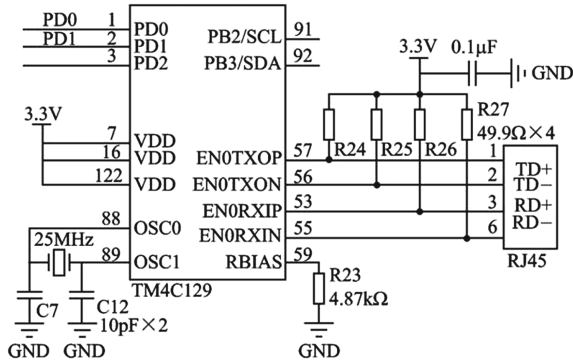 PD0 1 PD0
PD1 2 PD1
3 PD2
PB2/SCL 91
PB3/SDA 92
3.3V 0.1μF
GND
3.3V
7 VDD
16 VDD
122 VDD
R24 R25 R26 R27
49.9Ω×4
EN0TXOP 57
EN0TXON 56
EN0RXIP 53
EN0RXIN 55
1 TD+
2 TD−
3 RD+
6 RD−
RJ45
88 OSC0
25MHz
89 OSC1
RBIAS 59
R23
4.87kΩ
TM4C129
C7 C12
10pF×2
GND GND GND